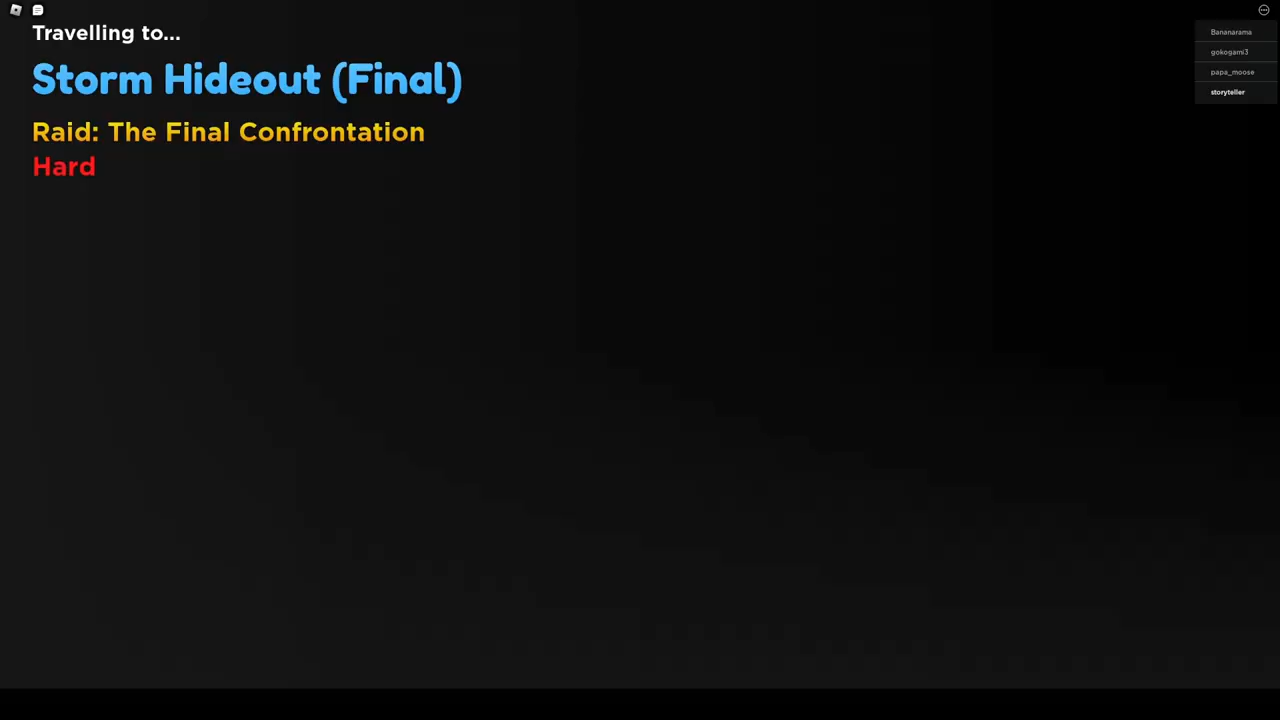 Travelling to...
Storm Hideout (Final)
Raid: The Final Confrontation
Hard
Bananarama
gokogami3
papa_moose
storyteller